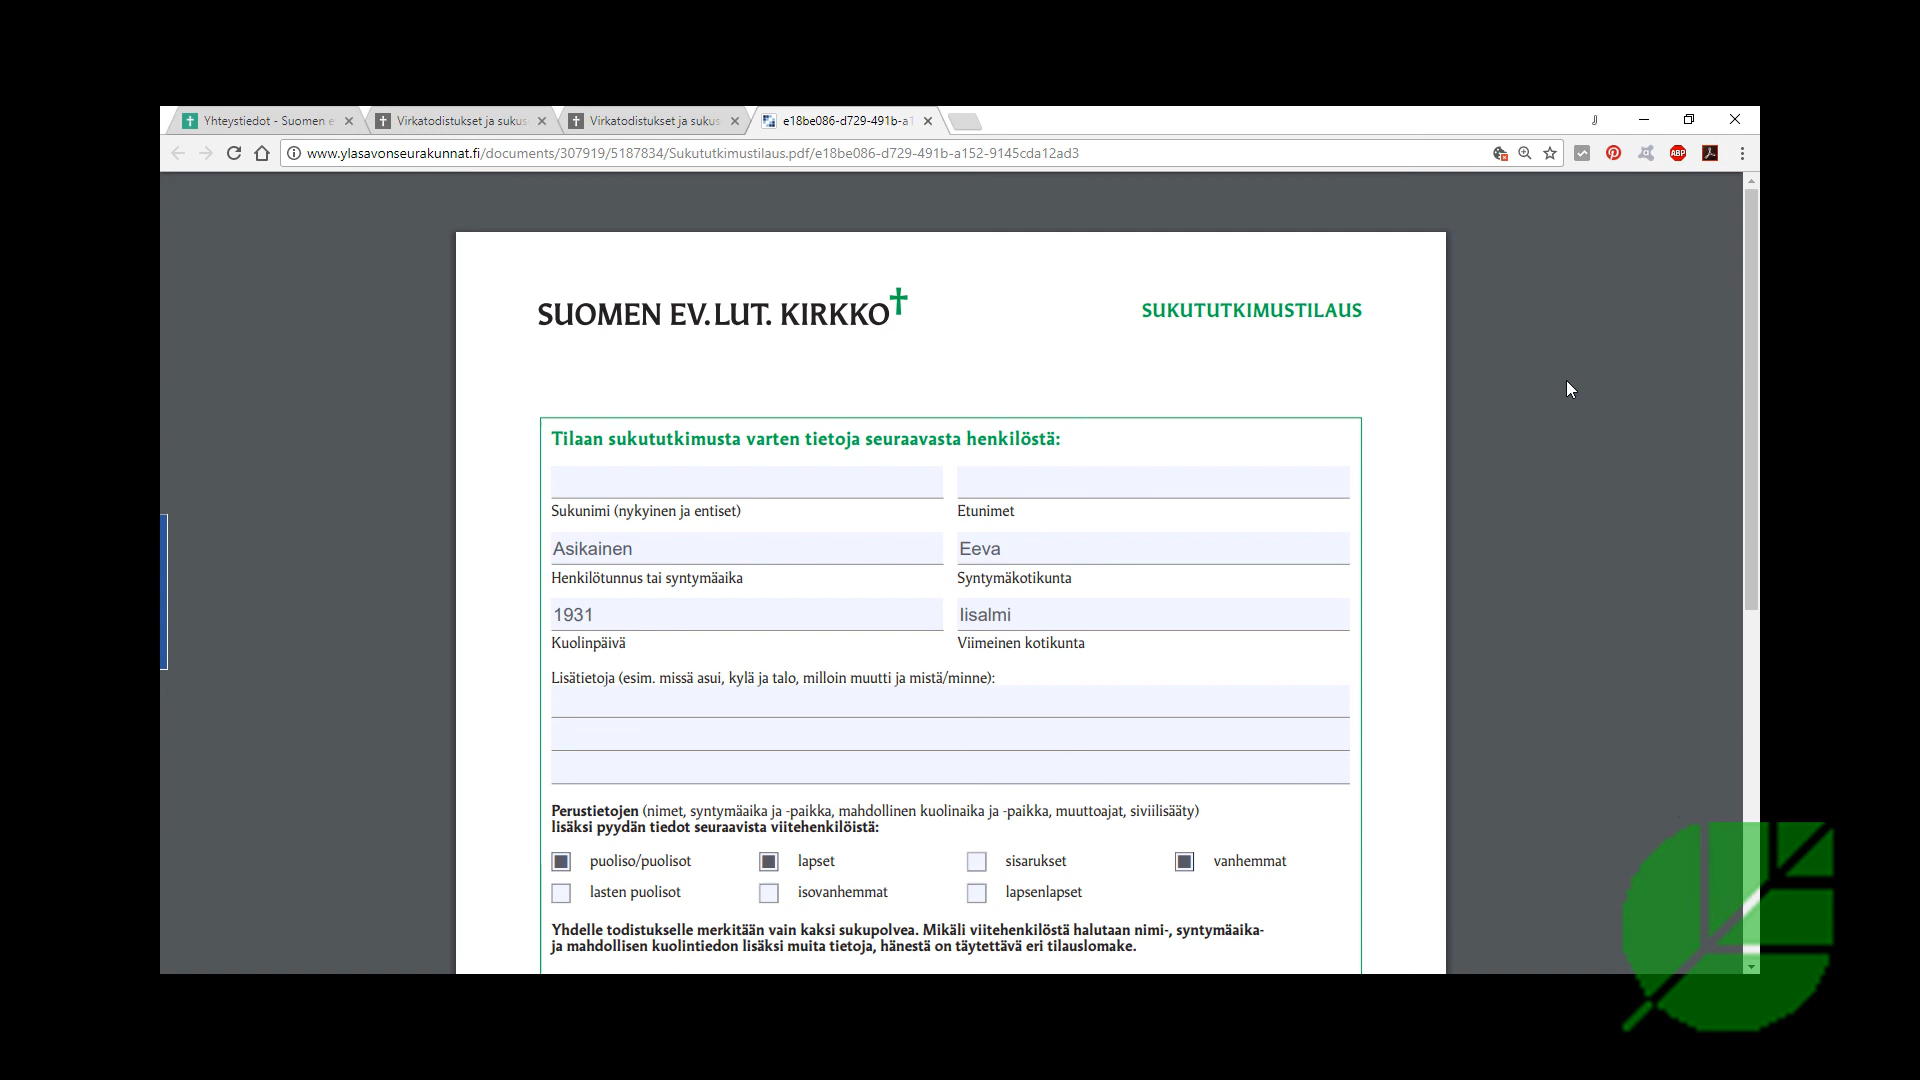 Yhteystiedot - Suomen e
Virkatodistukset ja sukus
Virkatodistukset ja sukus
e18be086-d729-491b-a1
www.ylasavonseurakunnat.fi/documents/307919/5187834/Sukututkimustilaus.pdf/e18be086-d729-491b-a152-9145cda12ad3
ABP
SUOMEN EV.LUT. KIRKKO
SUKUTUTKIMUSTILAUS
Tilaan sukututkimusta varten tietoja seuraavasta henkilöstä:
Sukunimi (nykyinen ja entiset)
Etunimet
Asikainen
Eeva
Henkilötunnus tai syntymäaika
Syntymäkotikunta
1931
Iisalmi
Kuolinpäivä
Viimeinen kotikunta
Lisätietoja (esim. missä asui, kylä ja talo, milloin muutti ja mistä/minne):
Perustietojen (nimet, syntymäaika ja -paikka, mahdollinen kuolinaika ja -paikka, muuttoajat, siviilisääty)
lisäksi pyydän tiedot seuraavista viitehenkilöistä:
puoliso/puolisot
lapset
sisarukset
vanhemmat
lasten puolisot
isovanhemmat
lapsenlapset
Yhdelle todistukselle merkitään vain kaksi sukupolvea. Mikäli viitehenkilöstä halutaan nimi-, syntymäaika-
ja mahdollisen kuolintiedon lisäksi muita tietoja, hänestä on täytettävä eri tilauslomake.